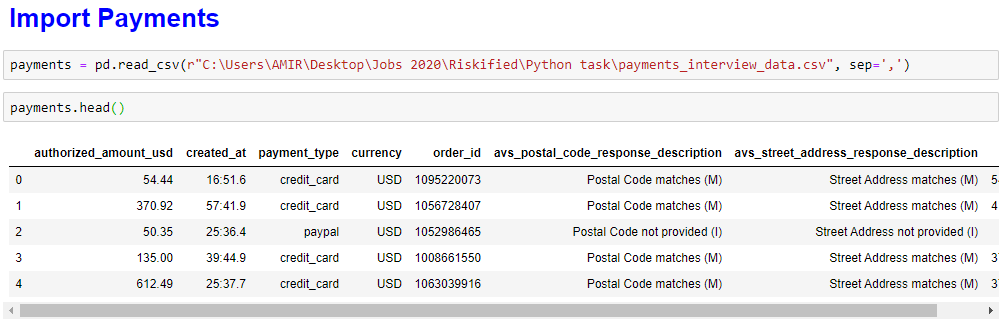 Import Payments
payments = pd.read_csv(r"C:\Users\AMIR\Desktop\Jobs 2020\Riskified\Python task\payments_interview_data.csv", sep=',')
payments.head()
authorized_amount_usd created_at payment_type currency order_id avs_postal_code_response_description avs_street_address_response_description
0 54.44 16:51.6 credit_card USD 1095220073 Postal Code matches (M) Street Address matches (M)
1 370.92 57:41.9 credit_card USD 1056728407 Postal Code matches (M) Street Address matches (M) 4
2 50.35 25:36.4 paypal USD 1052986465 Postal Code not provided (I) Street Address not provided (I)
3 135.00 39:44.9 credit_card USD 1008661550 Postal Code matches (M) Street Address matches (M) 37
4 612.49 25:37.7 credit_card USD 1063039916 Postal Code matches (M) Street Address matches (M) 37